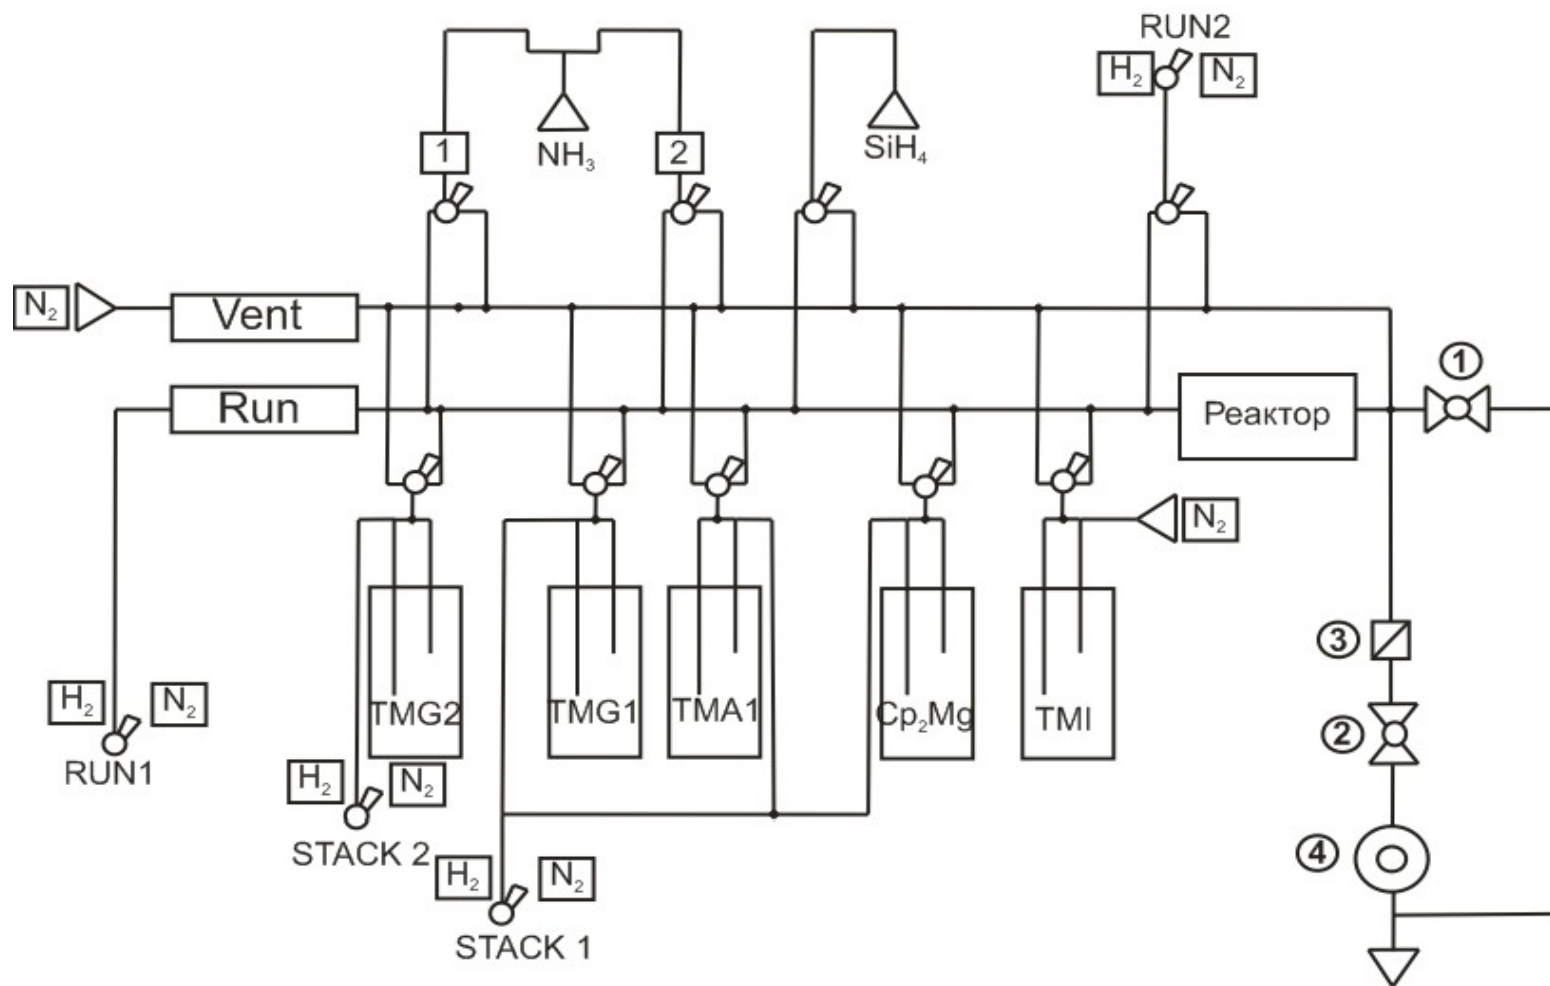 RUN2
H₂
N₂
1
NH₃
2
SiH₄
N₂
Vent
Run
Реактор
①
N₂
TMG2
TMG1
TMA1
Cp₂Mg
TMI
③
②
④
H₂
N₂
RUN1
H₂
N₂
STACK 2
H₂
N₂
STACK 1